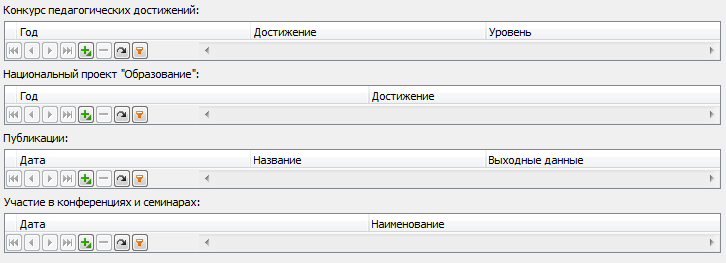 Конкурс педагогических достижений:
Год Достижение Уровень
Национальный проект "Образование":
Год Достижение
Публикации:
Дата Название Выходные данные
Участие в конференциях и семинарах:
Дата Наименование